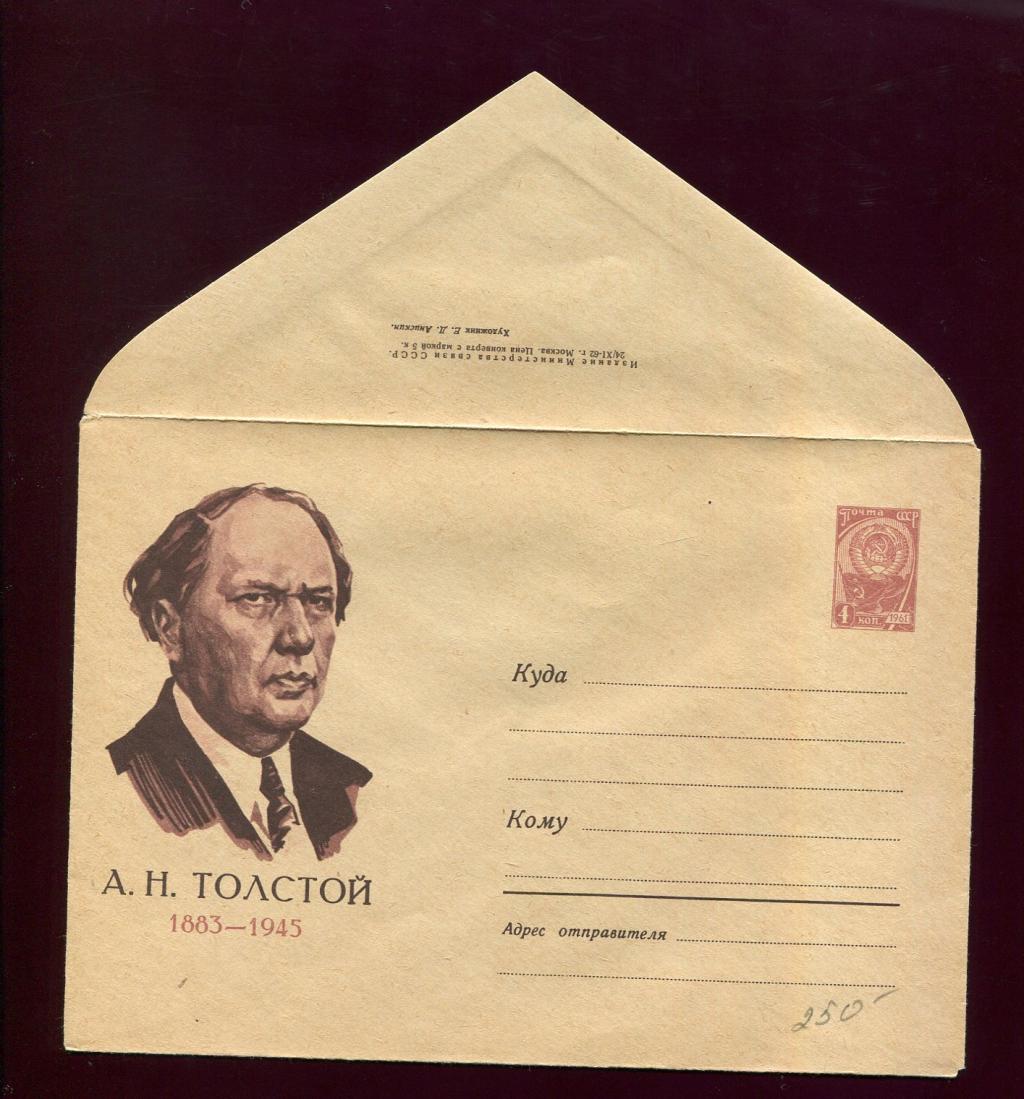 Издание Министерства связи СССР.
24/XI-62 г. Москва. Цена конверта с маркой 5 к.
Художник Е. Д. Анискин.
Почта СССР
4 коп. 1961
А. Н. ТОЛСТОЙ
1883—1945
Куда
Кому
Адрес отправителя
250-